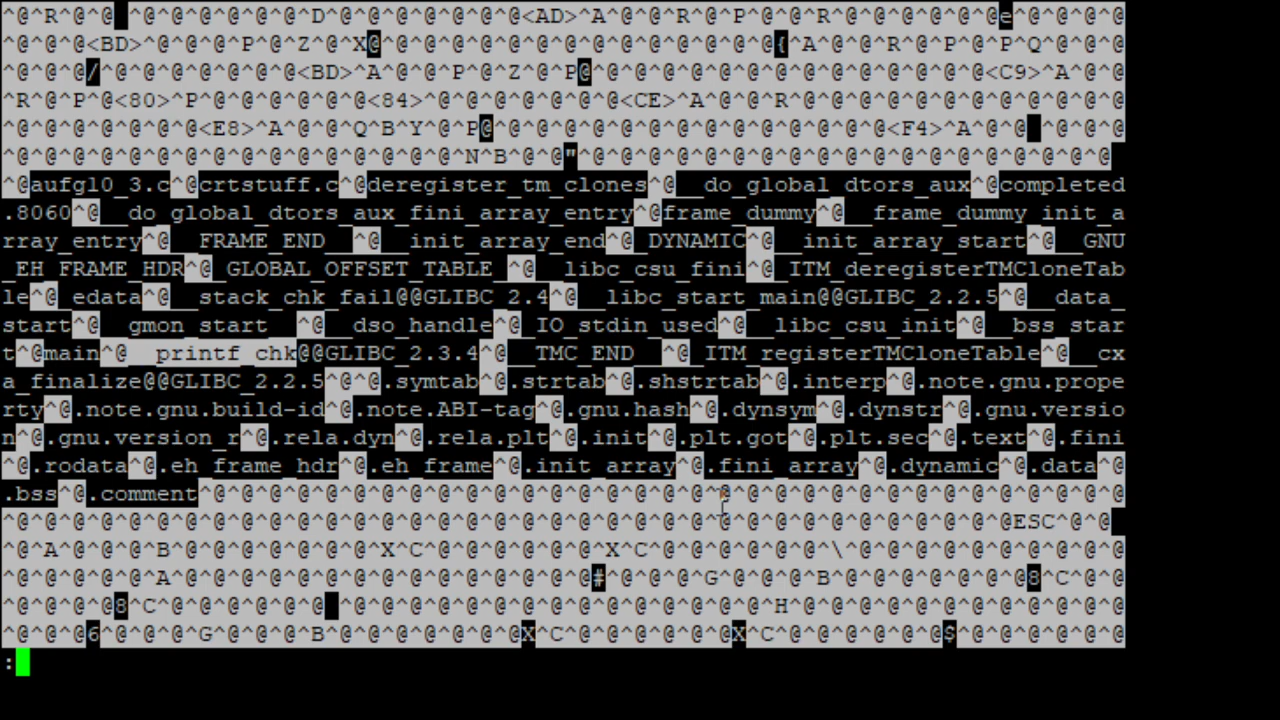 ^@^R^@^@ ^@^@^@^@^@^@^D^@^@^@^@^@^@^@<AD>^A^@^@^R^@^P^@^@^R^@^@^@^@^@^@e^@^@^@^@
^@^@^@<BD>^@^@^@^P^@^Z^@^X@^@^@^@^@^@^@^@^@^@^@^@^@^@^@{^A^@^@^R^@^P^@^P^Q^@^@^@
^@^@^@/^@^@^@^@^@^@^@<BD>^A^@^@^P^@^Z^@^P@^@^@^@^@^@^@^@^@^@^@^@^@^@^@<C9>^A^@^@
^R^@^P^@<80>^P^@^@^@^@^@^@<84>^@^@^@^@^@^@^@<CE>^A^@^@^R^@^@^@^@^@^@^@^@^@^@^@^@
^@^@^@^@^@^@^@<E8>^A^@^@^Q^B^Y^@^P@^@^@^@^@^@^@^@^@^@^@^@^@^@^@<F4>^A^@^@ ^@^@^@
^@^@^@^@^@^@^@^@^@^@^@^@^@^@^@^@^N^B^@^@"^@^@^@^@^@^@^@^@^@^@^@^@^@^@^@^@^@^@^@
^@aufg10_3.c^@crtstuff.c^@deregister_tm_clones^@__do_global_dtors_aux^@completed
.8060^@__do_global_dtors_aux_fini_array_entry^@frame_dummy^@__frame_dummy_init_a
rray_entry^@__FRAME_END__^@__init_array_end^@_DYNAMIC^@__init_array_start^@__GNU
_EH_FRAME_HDR^@_GLOBAL_OFFSET_TABLE_^@__libc_csu_fini^@_ITM_deregisterTMCloneTab
le^@_edata^@__stack_chk_fail@@GLIBC_2.4^@__libc_start_main@@GLIBC_2.2.5^@__data_
start^@__gmon_start__^@__dso_handle^@_IO_stdin_used^@__libc_csu_init^@__bss_star
t^@main^@__printf_chk@@GLIBC_2.3.4^@__TMC_END__^@_ITM_registerTMCloneTable^@__cx
a_finalize@@GLIBC_2.2.5^@^@.symtab^@.strtab^@.shstrtab^@.interp^@.note.gnu.prope
rty^@.note.gnu.build-id^@.note.ABI-tag^@.gnu.hash^@.dynsym^@.dynstr^@.gnu.versio
n^@.gnu.version_r^@.rela.dyn^@.rela.plt^@.init^@.plt.got^@.plt.sec^@.text^@.fini
^@.rodata^@.eh_frame_hdr^@.eh_frame^@.init_array^@.fini_array^@.dynamic^@.data^@
.bss^@.comment^@^@^@^@^@^@^@^@^@^@^@^@^@^@^@^@^@^@^@^@^@^@^@^@^@^@^@^@^@^@^@^@^@
^@^@^@^@^@^@^@^@^@^@^@^@^@^@^@^@^@^@^@^@^@^@^@^@^@^@^@^@^@^@^@^@^@^@^@^@ESC^@^@
^@^A^@^@^@^B^@^@^@^@^@^@^@^X^C^@^@^@^@^@^@^X^C^@^@^@^@^@^@^\^@^@^@^@^@^@^@^@^@^@
^@^@^@^@^@^A^@^@^@^@^@^@^@^@^@^@^@^@^@^@^@#^@^@^@^G^@^@^@^B^@^@^@^@^@^@^@8^C^@^@
^@^@^@^@8^C^@^@^@^@^@^@ ^@^@^@^@^@^@^@^@^@^@^@^@^@^@^@^H^@^@^@^@^@^@^@^@^@^@^@^@
^@^@^@6^@^@^@^G^@^@^@^B^@^@^@^@^@^@^@X^C^@^@^@^@^@^@X^C^@^@^@^@^@^@$^@^@^@^@^@^@
: